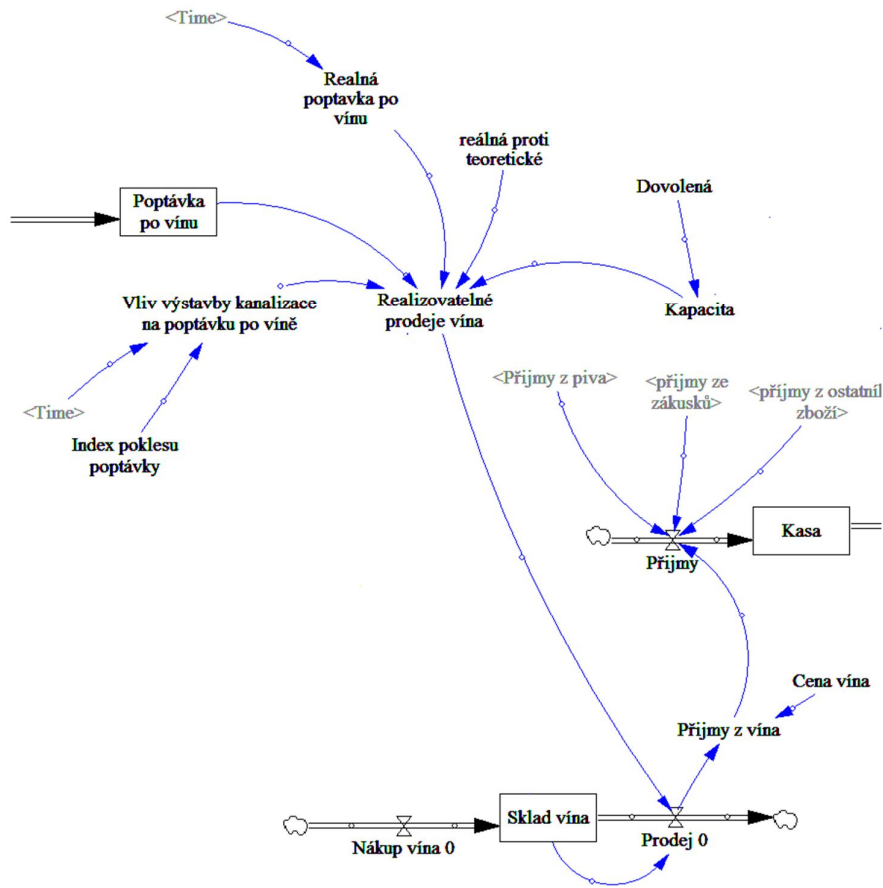 <Time>
Realná
poptavka po
vínu
reálná proti
teoretické
Dovolená
Poptávka
po vínu
Vliv výstavby kanalizace
na poptávku po víně
Realizovatelné
prodeje vína
Kapacita
<Time>
Index poklesu
poptávky
<Přijmy z piva>
<přijmy ze
zákusků>
<příjmy z ostatníl
zboží>
Kasa
Přijmy
Cena vína
Přijmy z vína
Sklad vína
Nákup vína 0
Prodej 0